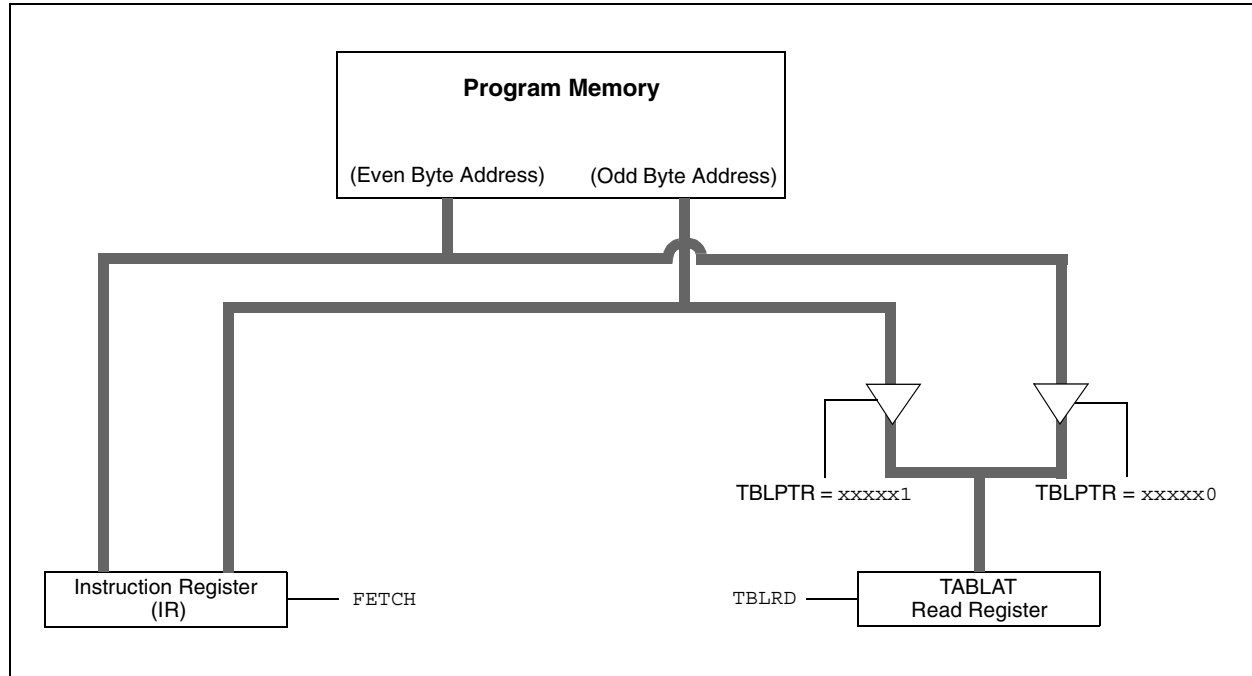 Program Memory
(Even Byte Address) (Odd Byte Address)
TBLPTR = xxxxx1 TBLPTR = xxxxx0
Instruction Register
(IR)
FETCH
TBLRD
TABLAT
Read Register